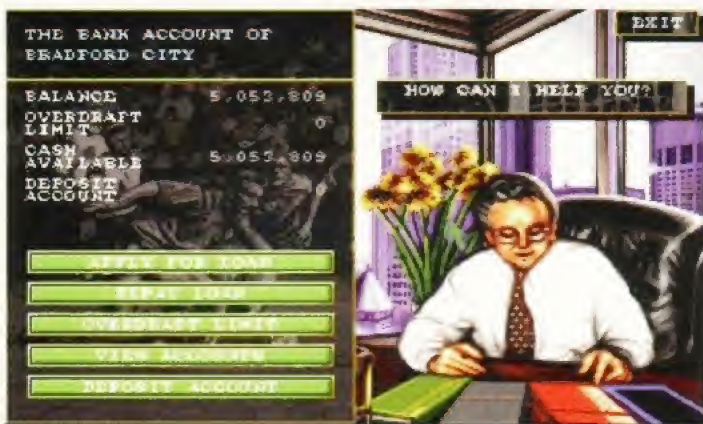 THE BANK ACCOUNT OF
BRADFORD CITY
BALANCE 5,053,809
OVERDRAFT
LIMIT 0
CASH
AVAILABLE 5,053,809
DEPOSIT
ACCOUNT
APPLY FOR LOAN
REPAY LOAN
OVERDRAFT LIMIT
VIEW ACCOUNTS
DEPOSIT ACCOUNT
EXIT
HOW CAN I HELP YOU?